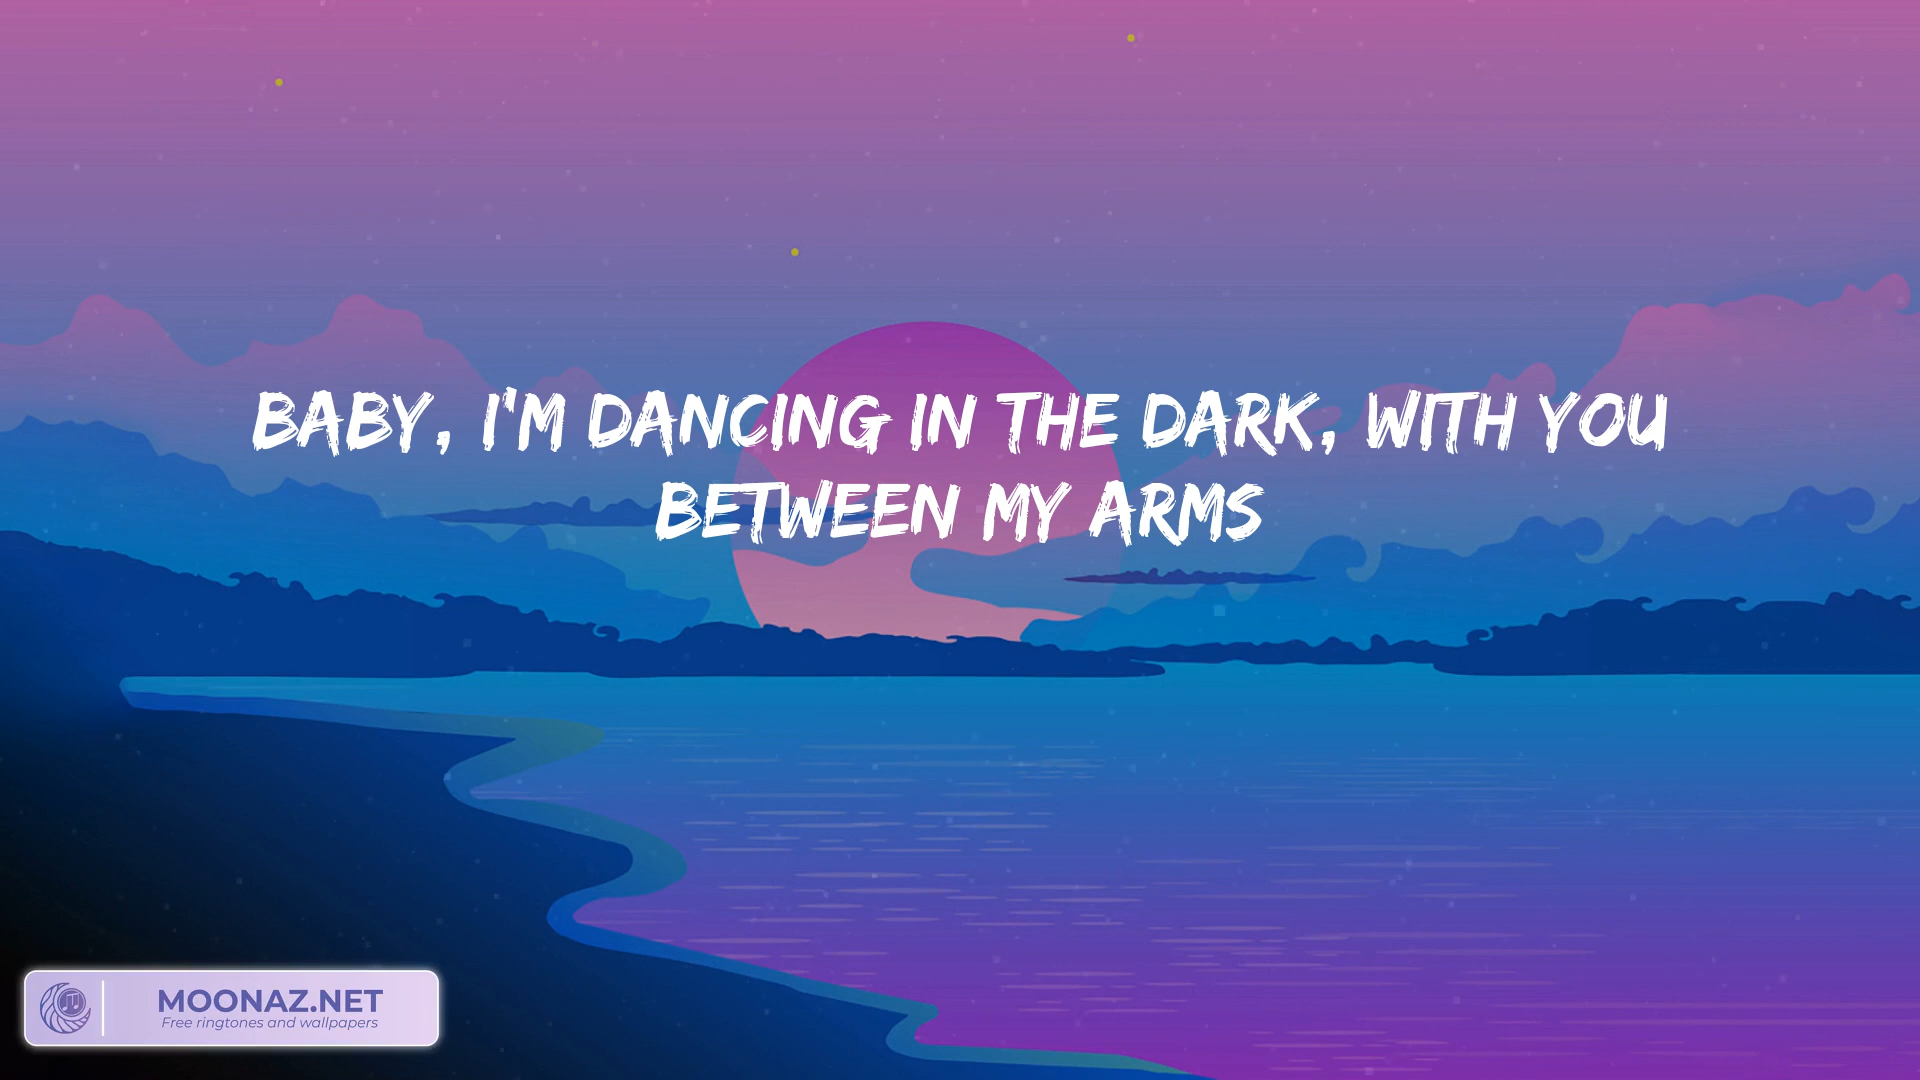 BABY, I'M DANCING IN THE DARK, WITH YOU
BETWEEN MY ARMS
MOONAZ.NET
Free ringtones and wallpapers